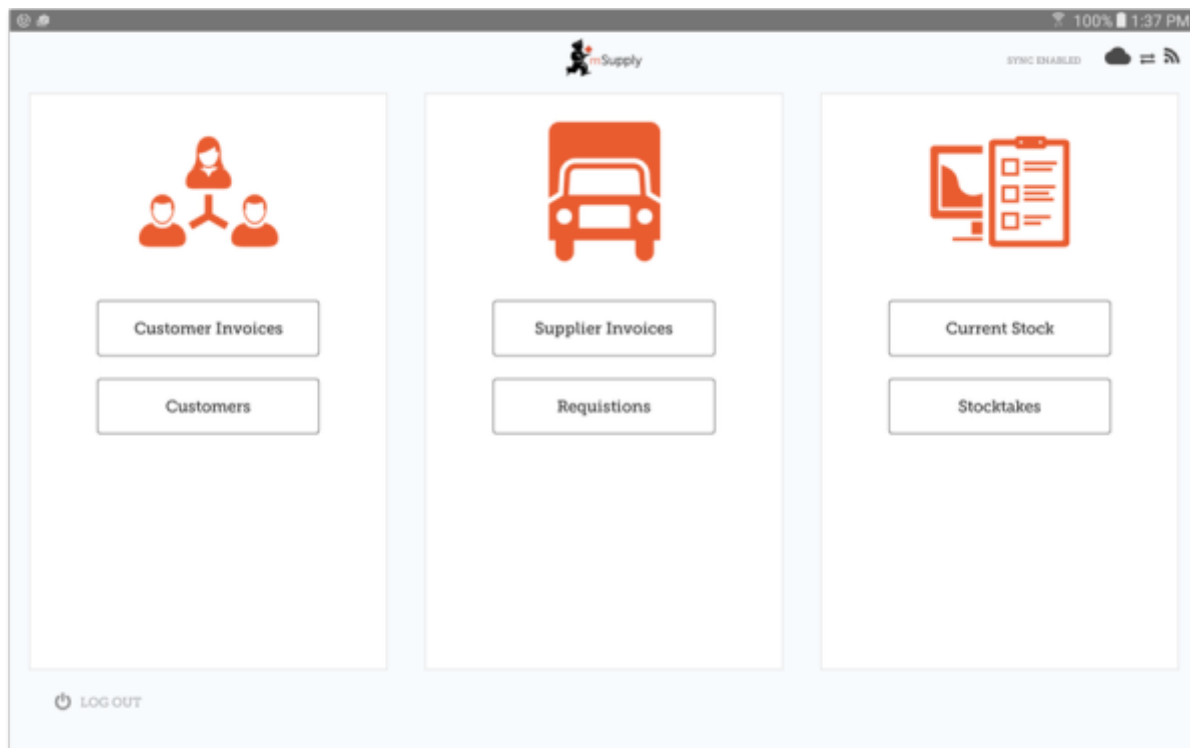 100% 1:37 PM
mSupply
SYNC ENABLED
Customer Invoices
Customers
Supplier Invoices
Requistions
Current Stock
Stocktakes
LOG OUT